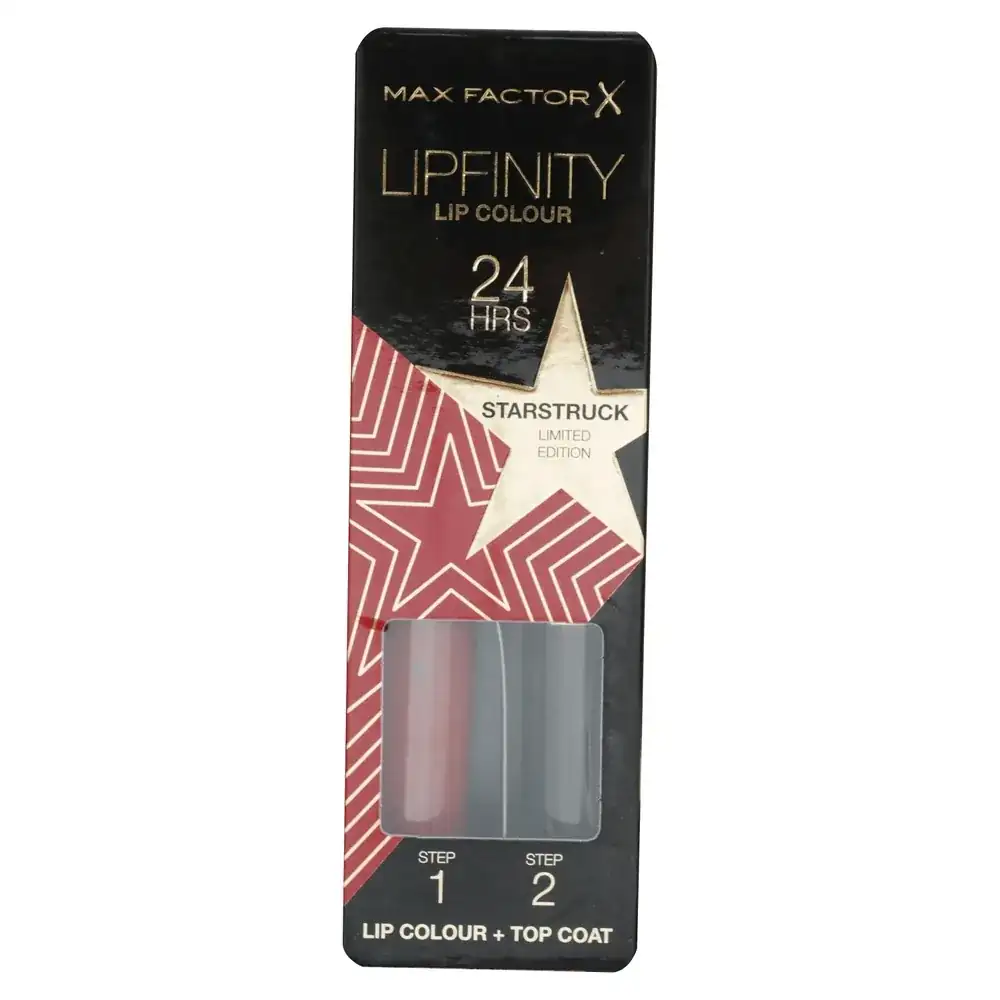 MAX FACTOR X
LIPFINITY
LIP COLOUR
24
HRS
STARSTRUCK
LIMITED
EDITION
STEP STEP
1 2
LIP COLOUR + TOP COAT